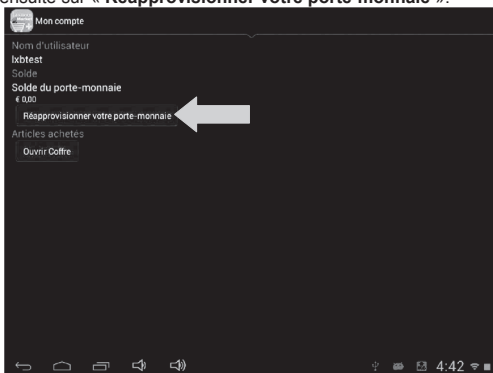 ensuite sur « Réapprovisionner votre porte-monnaie ».
Mon compte
Nom d'utilisateur
lxbtest
Solde
Solde du porte-monnaie
€ 0,00
Réapprovisionner votre porte-monnaie
Articles achetés
Ouvrir Coffre
4:42